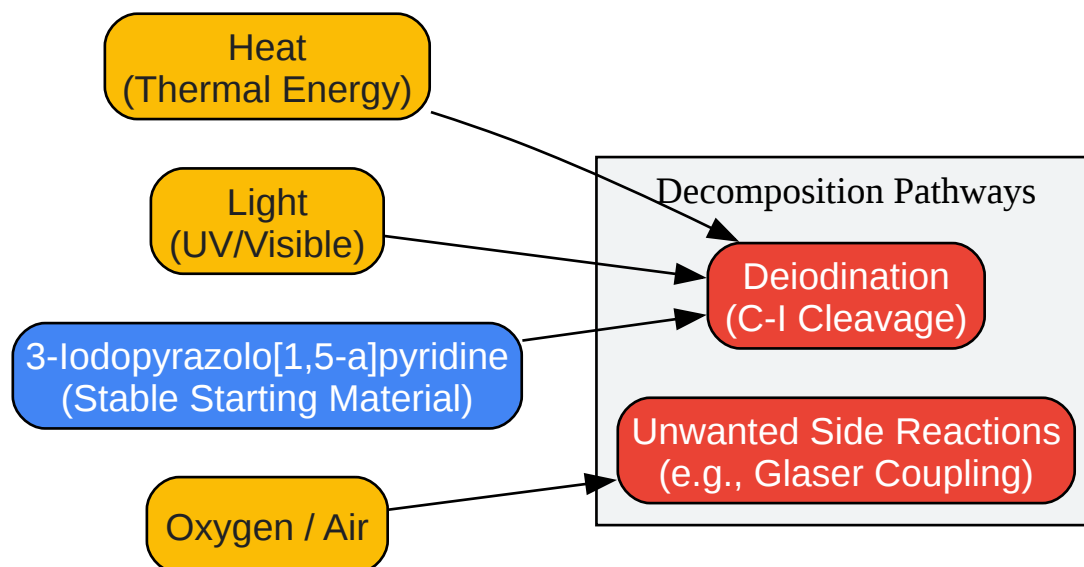 Heat
(Thermal Energy)
Light
(UV/Visible)
3-Iodopyrazolo[1,5-a]pyridine
(Stable Starting Material)
Oxygen / Air
Decomposition Pathways
Deiodination
(C-I Cleavage)
Unwanted Side Reactions
(e.g., Glaser Coupling)